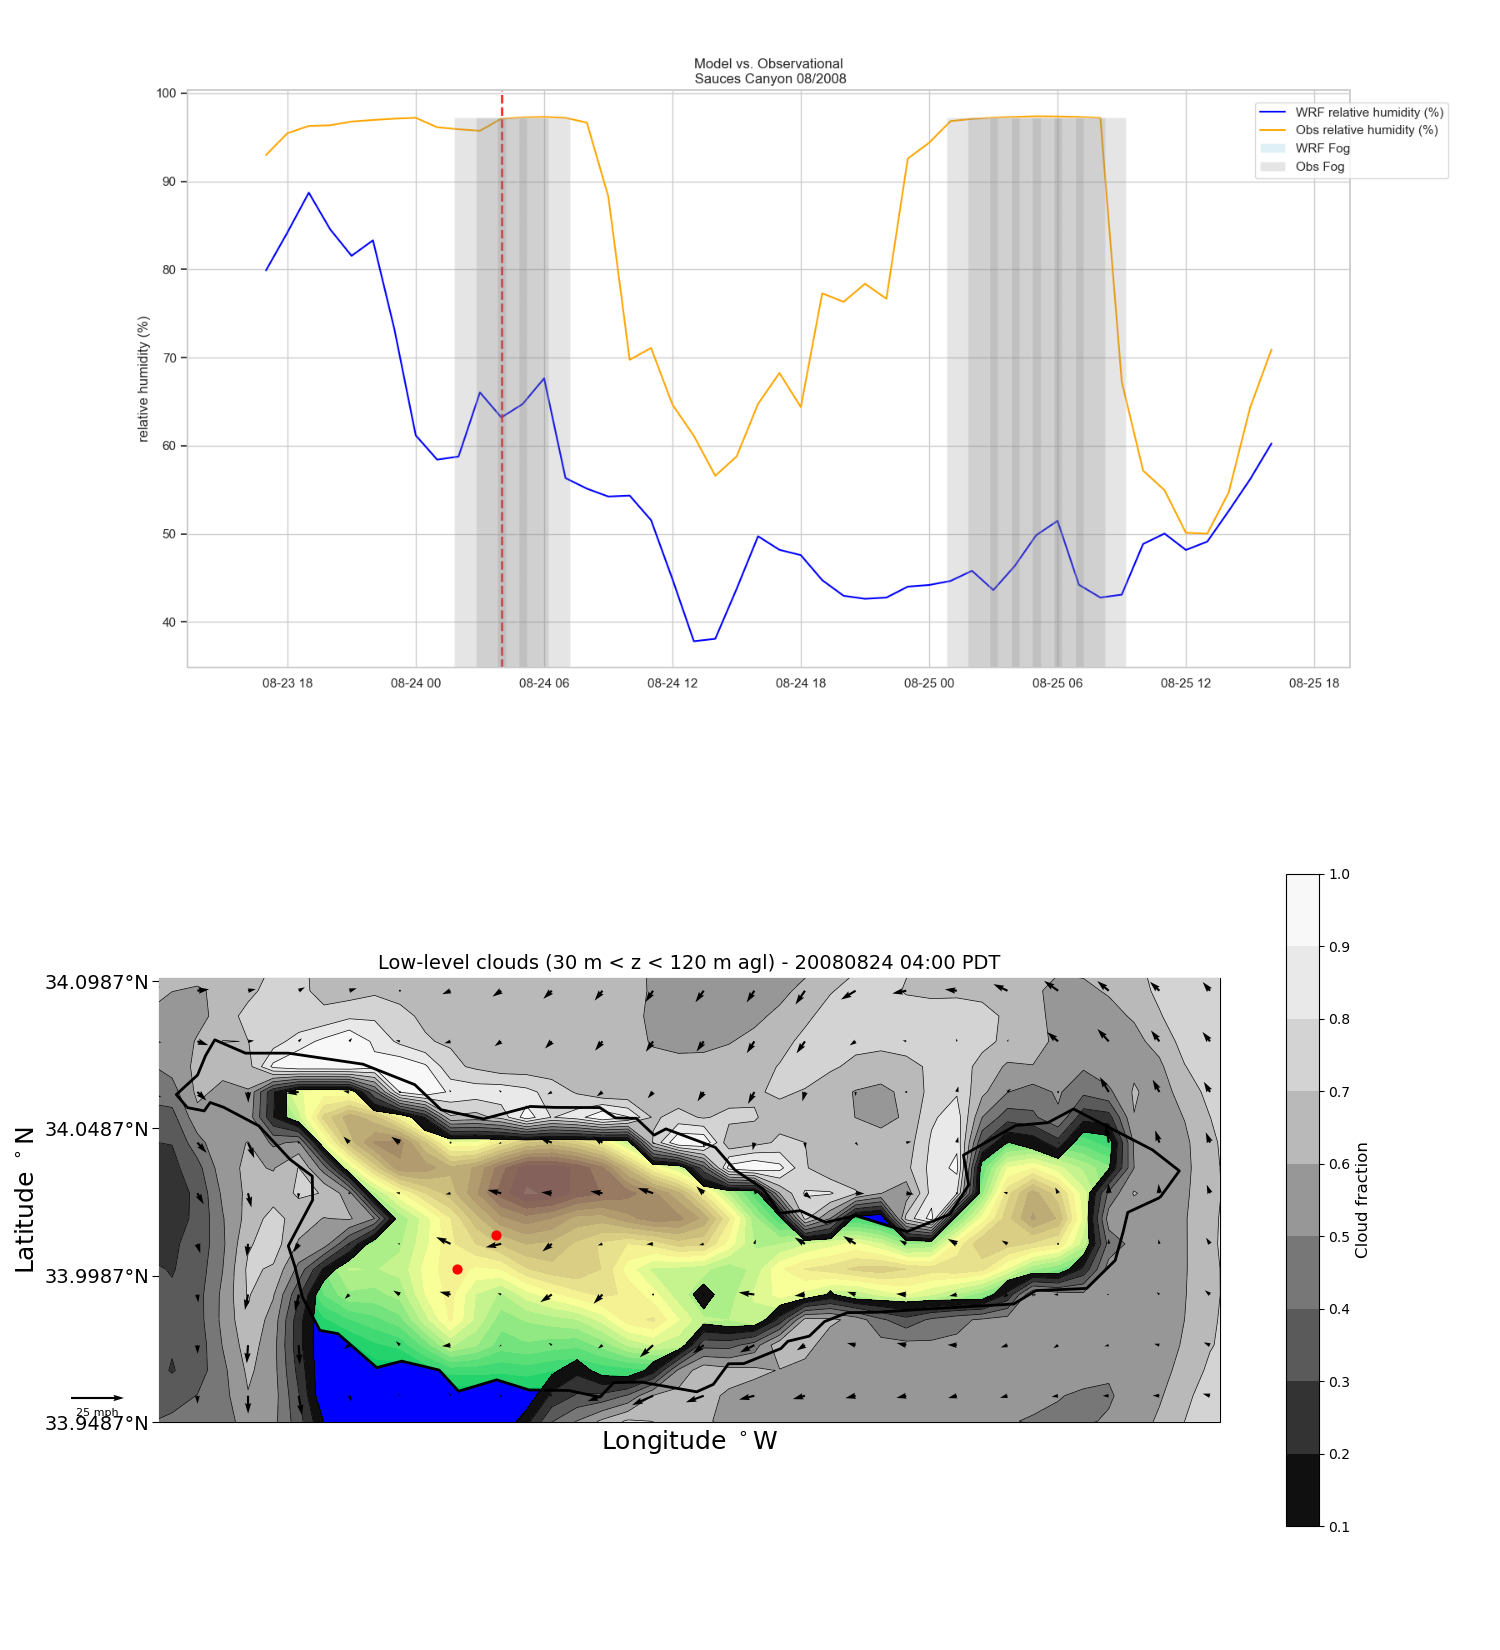 Model vs. Observational
Sauces Canyon 08/2008
100
90
80
70
60
50
40
relative humidity (%)
WRF relative humidity (%)
Obs relative humidity (%)
WRF Fog
Obs Fog
08-23 18
08-24 00
08-24 06
08-24 12
08-24 18
08-25 00
08-25 06
08-25 12
08-25 18
Low-level clouds (30 m < z < 120 m agl) - 20080824 04:00 PDT
34.0987°N
34.0487°N
33.9987°N
33.9487°N
Latitude °N
25 mph
Longitude °W
1.0
0.9
0.8
0.7
0.6
0.5
0.4
0.3
0.2
0.1
Cloud fraction